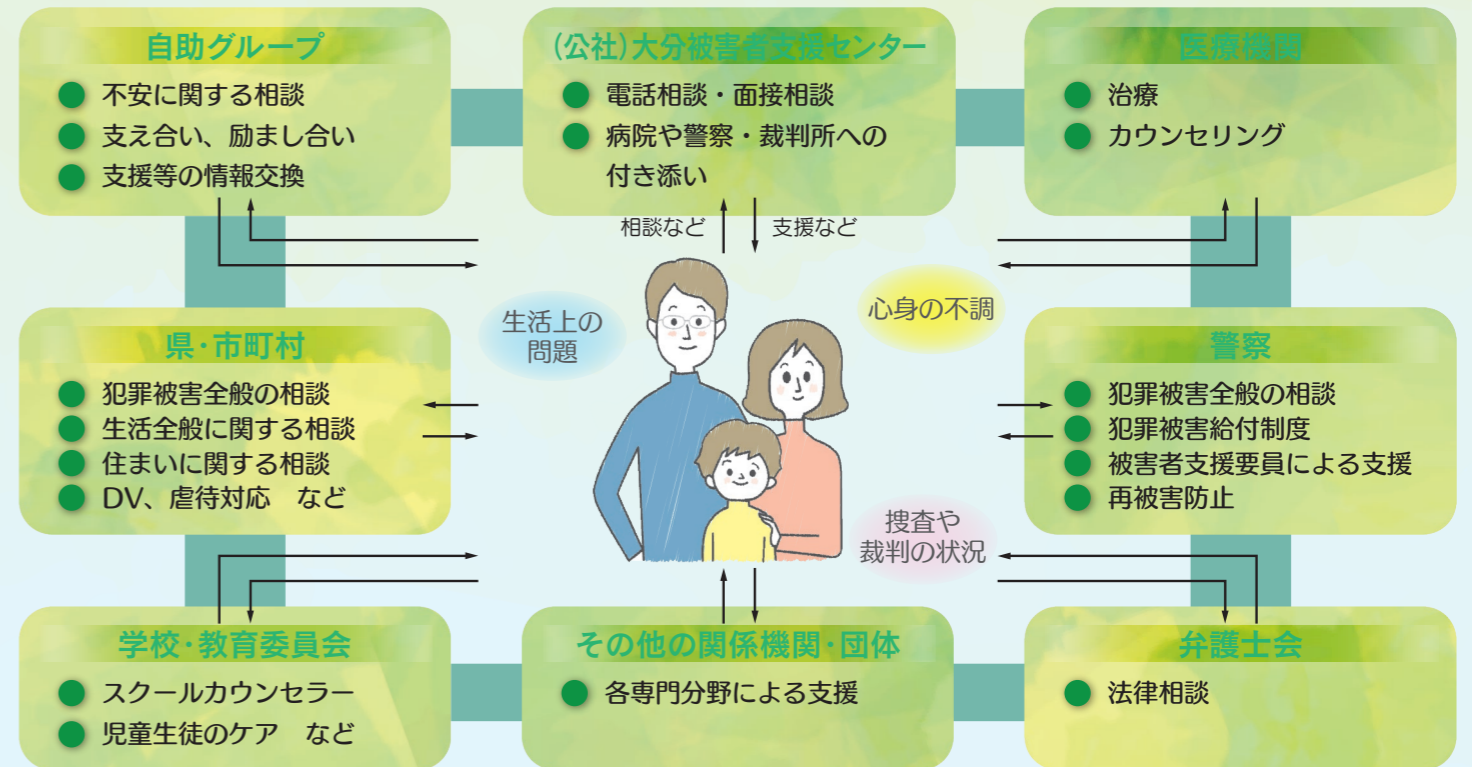 自助グループ
● 不安に関する相談
● 支え合い、励まし合い
● 支援等の情報交換
(公社)大分被害者支援センター
● 電話相談・面接相談
● 病院や警察・裁判所への
付き添い
医療機関
● 治療
● カウンセリング
相談など
支援など
県・市町村
● 犯罪被害全般の相談
● 生活全般に関する相談
● 住まいに関する相談
● DV、虐待対応　など
生活上の
問題
心身の不調
捜査や
裁判の状況
警察
● 犯罪被害全般の相談
● 犯罪被害給付制度
● 被害者支援要員による支援
● 再被害防止
学校・教育委員会
● スクールカウンセラー
● 児童生徒のケア　など
その他の関係機関・団体
● 各専門分野による支援
弁護士会
● 法律相談